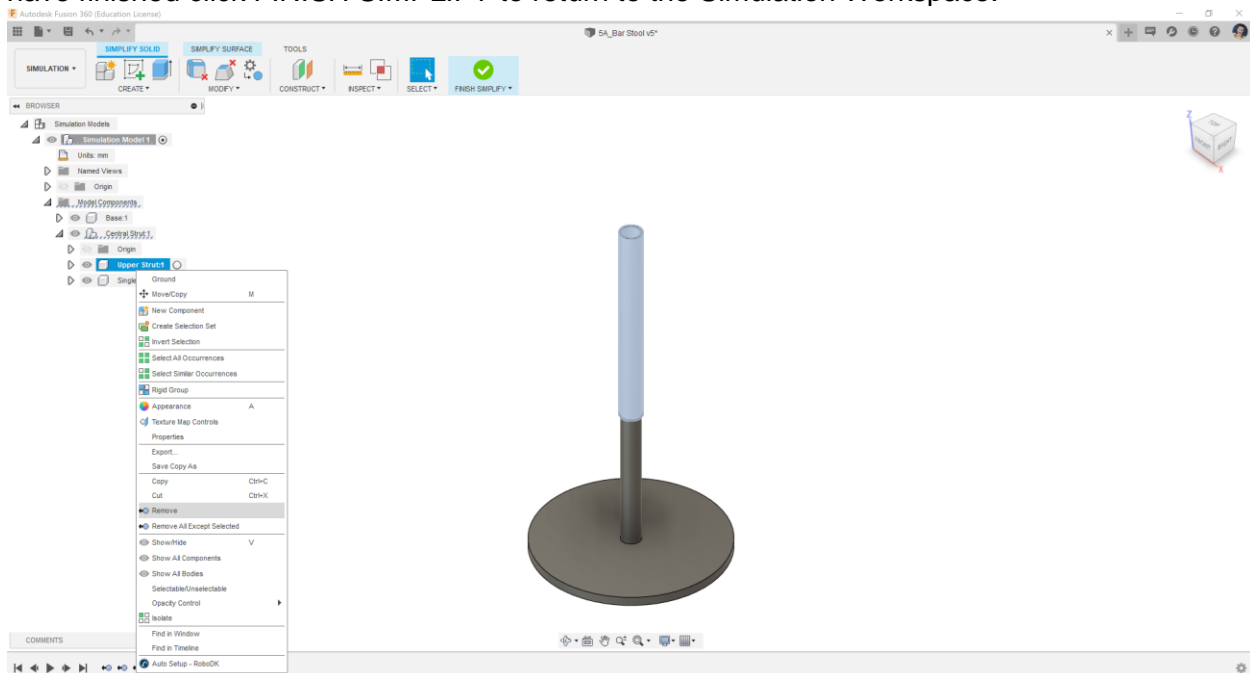 have finished click FINISH SIMPLIFY to return to the Simulation Workspace.
Autodesk Fusion 360 (Education License)
5A_Bar Stool v5*
SIMPLIFY SOLID SIMPLIFY SURFACE TOOLS
SIMULATION
CREATE MODIFY CONSTRUCT INSPECT SELECT FINISH SIMPLIFY
BROWSER
Simulation Models
Simulation Model 1
Units: mm
Named Views
Origin
Model Components
Base:1
Central Strut:1
Origin
Upper Strut:1
Single
Ground
Move/Copy M
New Component
Create Selection Set
Invert Selection
Select All Occurrences
Select Similar Occurrences
Rigid Group
Appearance A
Texture Map Controls
Properties
Export...
Save Copy As
Copy Ctrl+C
Cut Ctrl+X
Remove
Remove All Except Selected
Show/Hide V
Show All Components
Show All Bodies
Selectable/Unselectable
Opacity Control
Isolate
Find in Window
Find in Timeline
Auto Setup - RoboDK
COMMENTS
Z
TOP
FRONT RIGHT
X